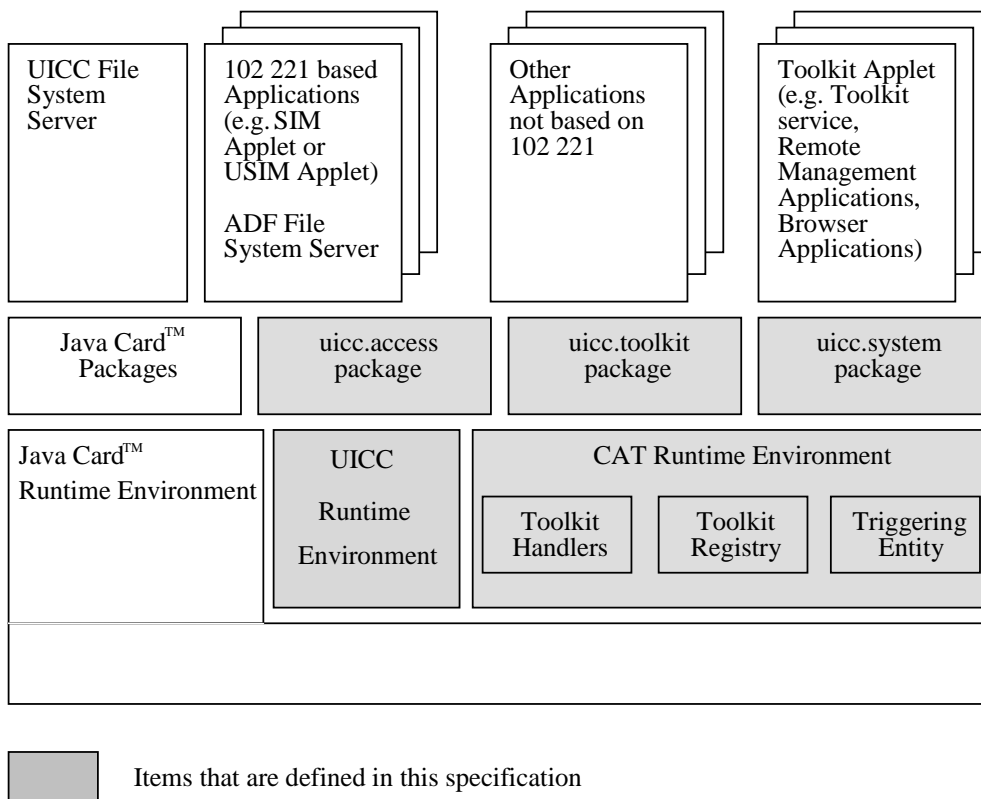 UICC File
System
Server
102 221 based
Applications
(e.g. SIM
Applet or
USIM Applet)
ADF File
System Server
Other
Applications
not based on
102 221
Toolkit Applet
(e.g. Toolkit
service,
Remote
Management
Applications,
Browser
Applications)
Java Card™
Packages
uicc.access
package
uicc.toolkit
package
uicc.system
package
Java Card™
Runtime Environment
UICC
Runtime
Environment
CAT Runtime Environment
Toolkit
Handlers
Toolkit
Registry
Triggering
Entity
Items that are defined in this specification